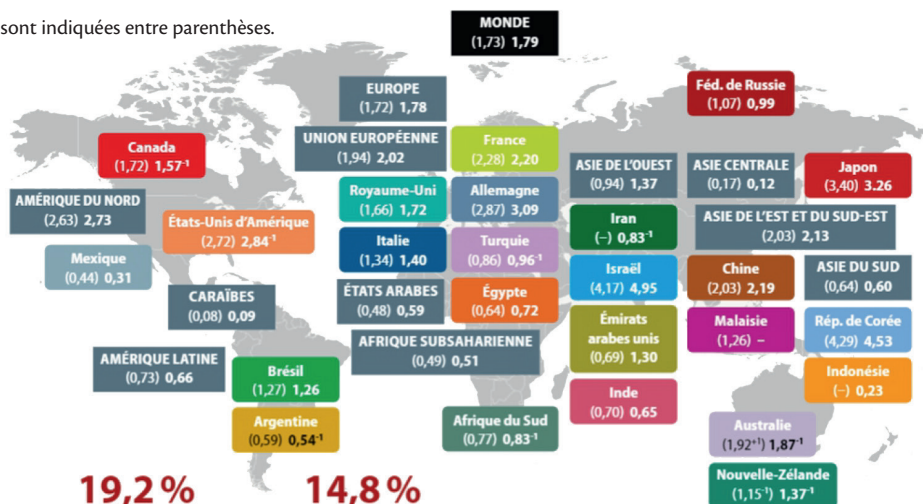 sont indiquées entre parenthèses.
MONDE
(1,73) 1,79
EUROPE
(1,72) 1,78
Féd. de Russie
(1,07) 0,99
UNION EUROPÉENNE
(1,94) 2,02
France
(2,28) 2,20
Canada
(1,72) 1,57⁻¹
ASIE DE L'OUEST
(0,94) 1,37
ASIE CENTRALE
(0,17) 0,12
Japon
(3,40) 3.26
Royaume-Uni
(1,66) 1,72
Allemagne
(2,87) 3,09
AMÉRIQUE DU NORD
(2,63) 2,73
États-Unis d'Amérique
(2,72) 2,84⁻¹
Iran
(–) 0,83⁻¹
ASIE DE L'EST ET DU SUD-EST
(2,03) 2,13
Italie
(1,34) 1,40
Turquie
(0,86) 0,96⁻¹
Mexique
(0,44) 0,31
Israël
(4,17) 4,95
Chine
(2,03) 2,19
ASIE DU SUD
(0,64) 0,60
CARAÏBES
(0,08) 0,09
ÉTATS ARABES
(0,48) 0,59
Égypte
(0,64) 0,72
Émirats
arabes unis
(0,69) 1,30
Malaisie
(1,26) –
Rép. de Corée
(4,29) 4,53
AFRIQUE SUBSAHARIENNE
(0,49) 0,51
AMÉRIQUE LATINE
(0,73) 0,66
Brésil
(1,27) 1,26
Indonésie
(–) 0,23
Inde
(0,70) 0,65
Argentine
(0,59) 0,54⁻¹
Afrique du Sud
(0,77) 0,83⁻¹
Australie
(1,92⁺¹) 1,87⁻¹
Nouvelle-Zélande
(1,15⁻¹) 1,37⁻¹
19,2 %
14,8 %